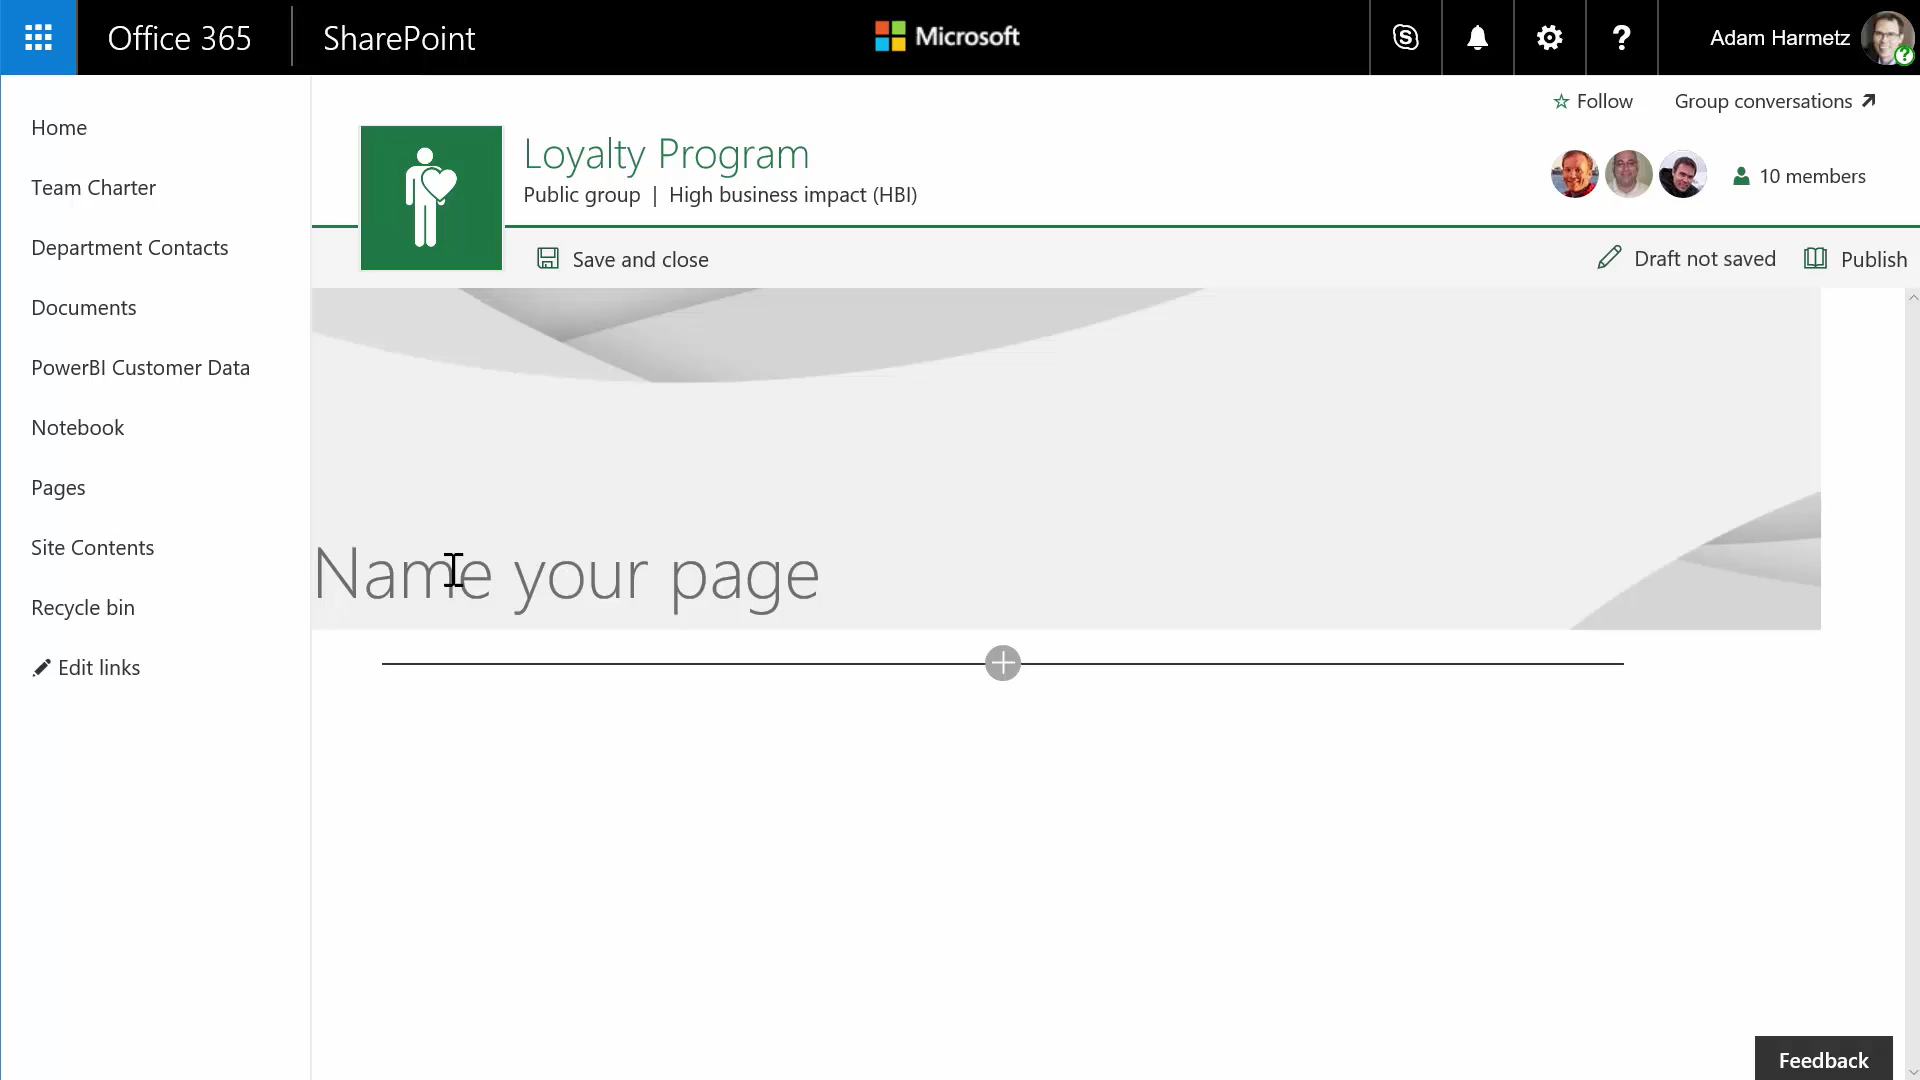 Office 365
SharePoint
Microsoft
Adam Harmetz
Home
Team Charter
Department Contacts
Documents
PowerBI Customer Data
Notebook
Pages
Site Contents
Recycle bin
Edit links
Follow
Group conversations
Loyalty Program
Public group | High business impact (HBI)
10 members
Save and close
Draft not saved
Publish
Name your page
Feedback